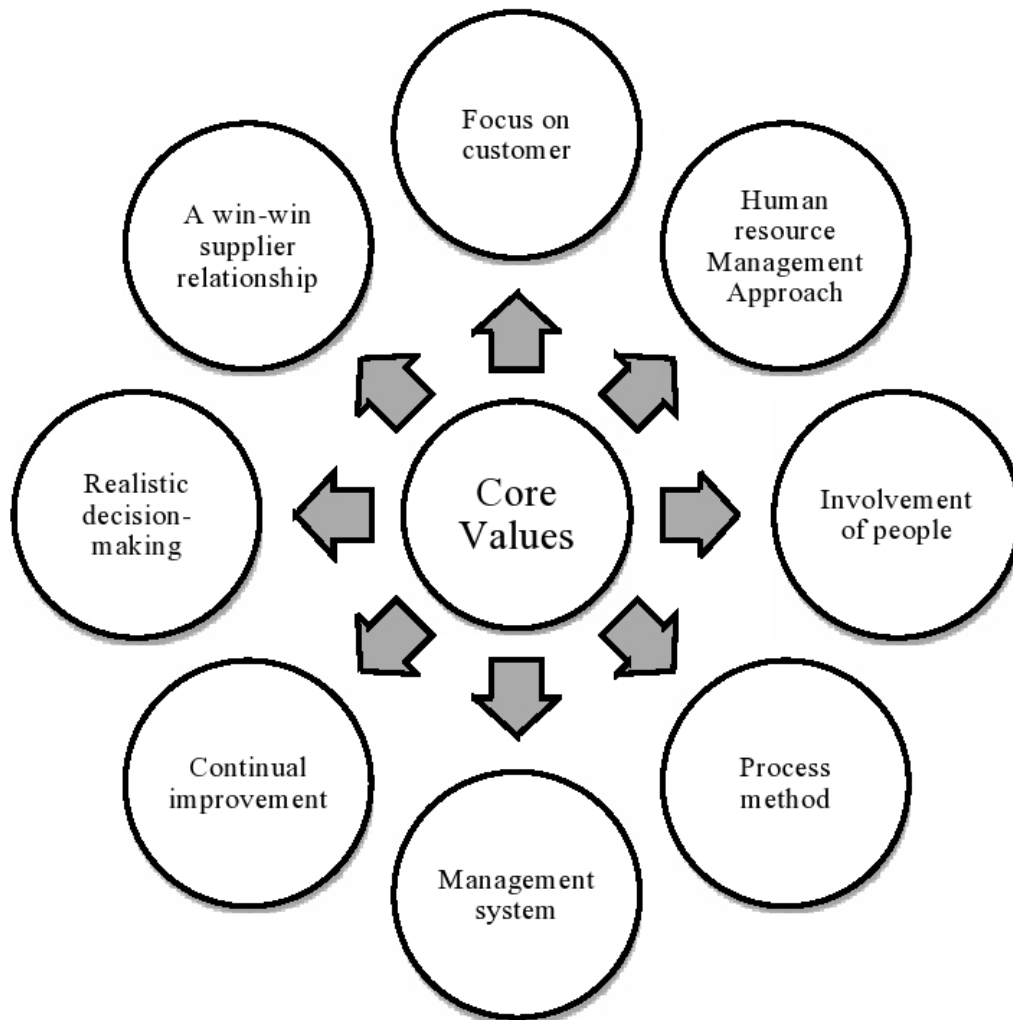 Focus on
customer
Human
resource
Management
Approach
Involvement
of people
Process
method
Management
system
Continual
improvement
Realistic
decision-
making
A win-win
supplier
relationship
Core
Values